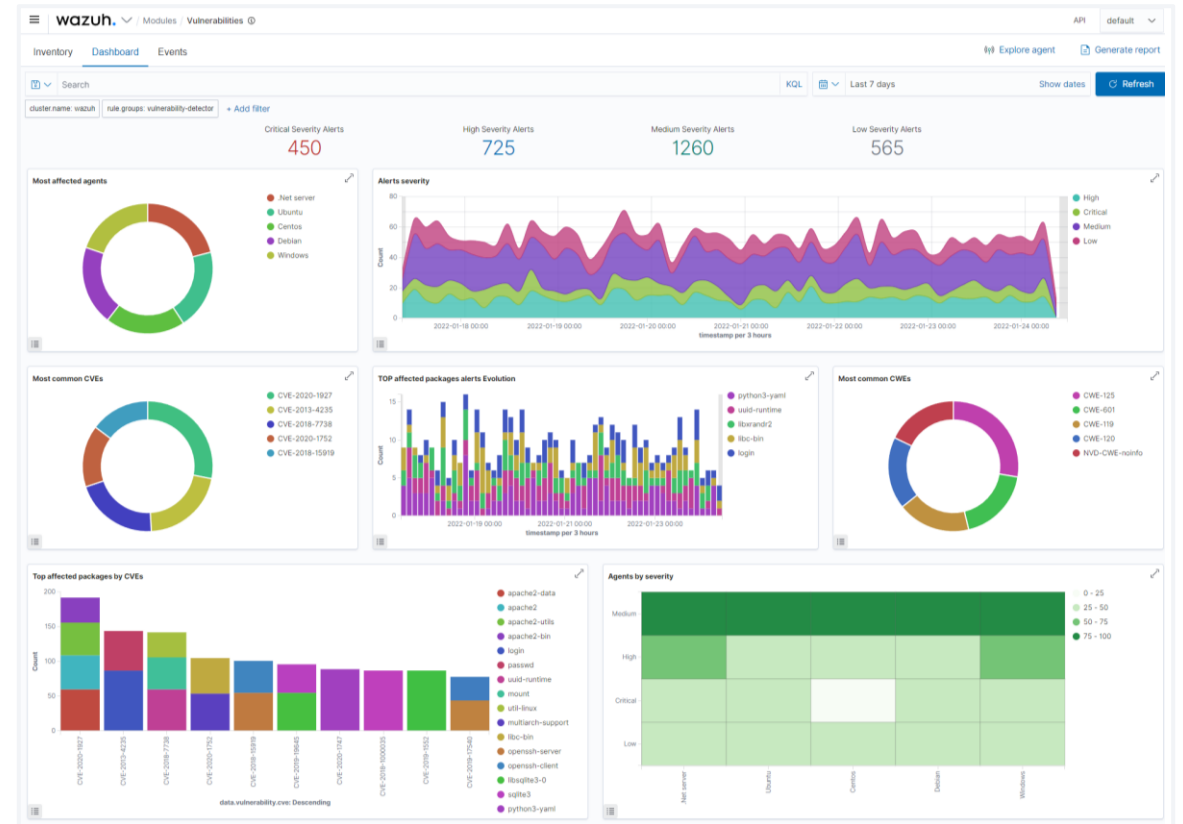 wazuh. / Modules / Vulnerabilities API default
Inventory Dashboard Events Explore agent Generate report
Search KQL Last 7 days Show dates Refresh
cluster.name: wazuh rule.groups: vulnerability-detector + Add filter
Critical Severity Alerts High Severity Alerts Medium Severity Alerts Low Severity Alerts
450 725 1260 565
Most affected agents
.Net server
Ubuntu
Centos
Debian
Windows
Alerts severity
80
60
40
20
0
Count
2022-01-18 00:00 2022-01-19 00:00 2022-01-20 00:00 2022-01-21 00:00 2022-01-22 00:00 2022-01-23 00:00 2022-01-24 00:00
timestamp per 3 hours
High
Critical
Medium
Low
Most common CVEs
CVE-2020-1927
CVE-2013-4235
CVE-2018-7738
CVE-2020-1752
CVE-2018-15919
TOP affected packages alerts Evolution
15
10
5
0
Count
2022-01-19 00:00 2022-01-21 00:00 2022-01-23 00:00
timestamp per 3 hours
python3-yaml
uuid-runtime
libxrandr2
libc-bin
login
Most common CWEs
CWE-125
CWE-601
CWE-119
CWE-120
NVD-CWE-noinfo
Top affected packages by CVEs
200
150
100
50
0
Count
CVE-2020-1927
CVE-2013-4235
CVE-2018-7738
CVE-2020-1752
CVE-2018-15919
CVE-2019-19645
CVE-2020-1747
CVE-2018-1000035
CVE-2019-1552
CVE-2019-17540
data.vulnerability.cve: Descending
apache2-data
apache2
apache2-utils
apache2-bin
login
passwd
uuid-runtime
mount
util-linux
multiarch-support
libc-bin
openssh-server
openssh-client
libsqlite3-0
sqlite3
python3-yaml
Agents by severity
Medium
High
Critical
Low
.Net server
Ubuntu
Centos
Debian
Windows
0 - 25
25 - 50
50 - 75
75 - 100